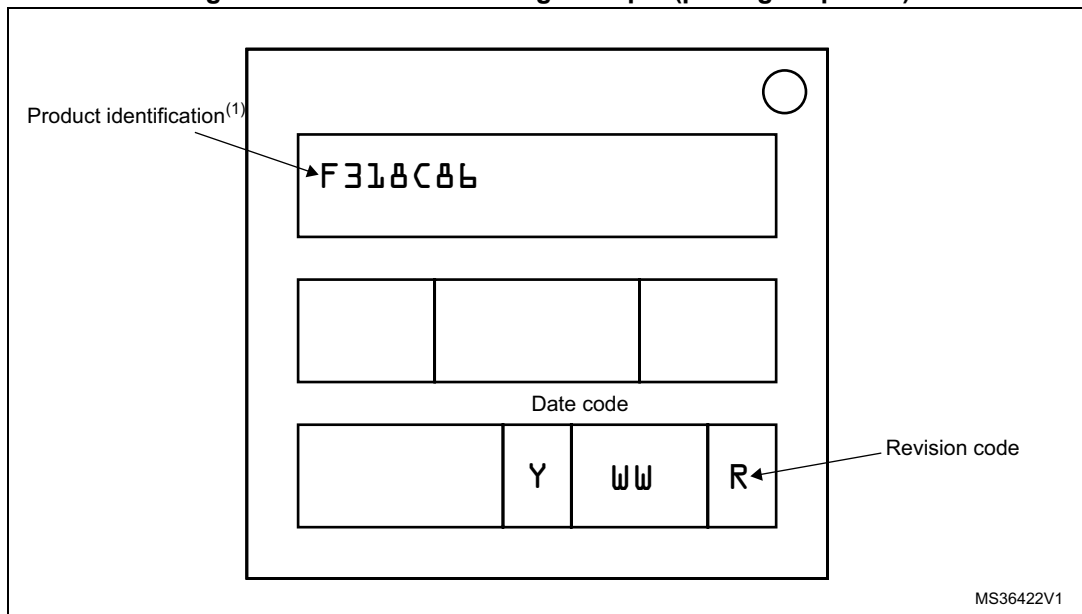 Product identification(1)
F318C86
Date code
Y WW R
Revision code
MS36422V1